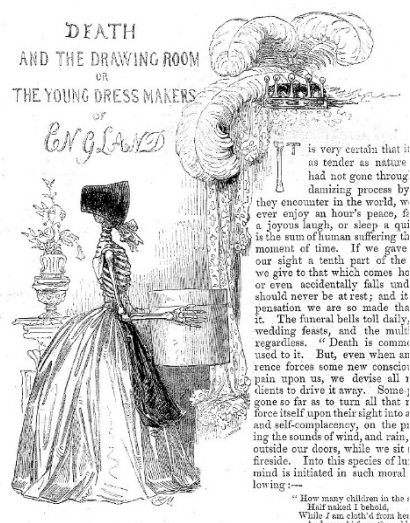 DEATH
AND THE DRAWING ROOM
OR
THE YOUNG DRESS MAKERS
OF
ENGLAND
IT is very certain that i
as tender as nature
had not gone throug
damizing process by
they encounter in the world, w
ever enjoy an hour's peace, f
a joyous laugh, or sleep a qui
is the sum of human suffering th
moment of time. If we gave
our sight a tenth part of the
we give to that which comes ho
or even accidentally falls und
should never be at rest; and it
pensation we are so made tha
it. The funeral bells toll daily,
wedding feasts, and the multi
regardless. "Death is commo
used to it. But, even when an
rence forces some new consciou
pain upon us, we devise all n
dients to drive it away. Some
gone so far as to turn all that r
force itself upon their sight into a
and self-complacency, on the pr
ing the sounds of wind, and rain,
outside our doors, while we sit s
fireside. Into this species of lu
mind is initiated in such moral
lowing:—
"How many children in the s
Half naked I behold,
While I am cloth'd from hea